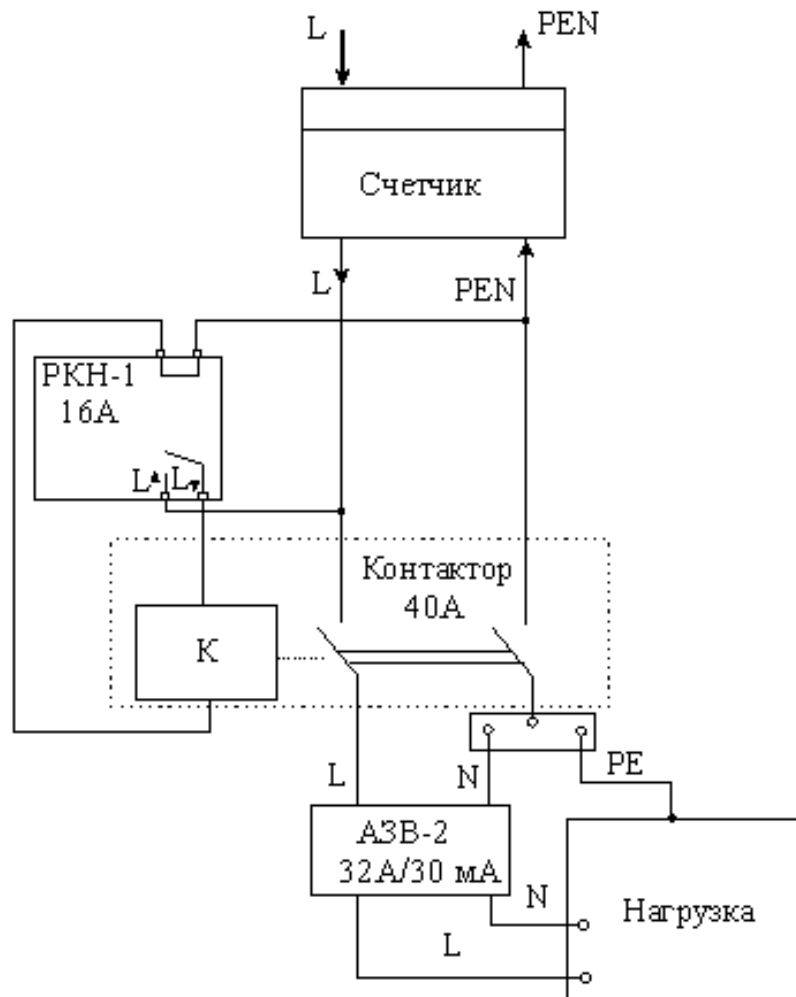 L
PEN
Счетчик
L
PEN
РКН-1
16А
L
L
Контактор
40А
К
L
N
PE
АЗВ-2
32А/30 мА
N
L
Нагрузка